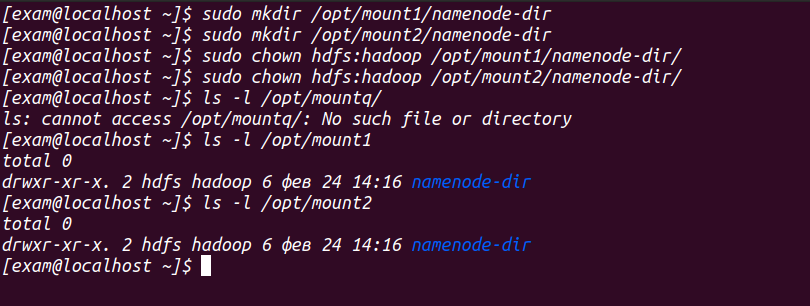 [exam@localhost ~]$ sudo mkdir /opt/mount1/namenode-dir
[exam@localhost ~]$ sudo mkdir /opt/mount2/namenode-dir
[exam@localhost ~]$ sudo chown hdfs:hadoop /opt/mount1/namenode-dir/
[exam@localhost ~]$ sudo chown hdfs:hadoop /opt/mount2/namenode-dir/
[exam@localhost ~]$ ls -l /opt/mountq/
ls: cannot access /opt/mountq/: No such file or directory
[exam@localhost ~]$ ls -l /opt/mount1
total 0
drwxr-xr-x. 2 hdfs hadoop 6 фев 24 14:16 namenode-dir
[exam@localhost ~]$ ls -l /opt/mount2
total 0
drwxr-xr-x. 2 hdfs hadoop 6 фев 24 14:16 namenode-dir
[exam@localhost ~]$